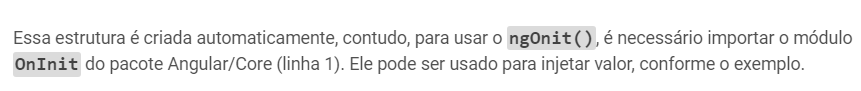 Essa estrutura é criada automaticamente, contudo, para usar o ngOnit(), é necessário importar o módulo
OnInit do pacote Angular/Core (linha 1). Ele pode ser usado para injetar valor, conforme o exemplo.